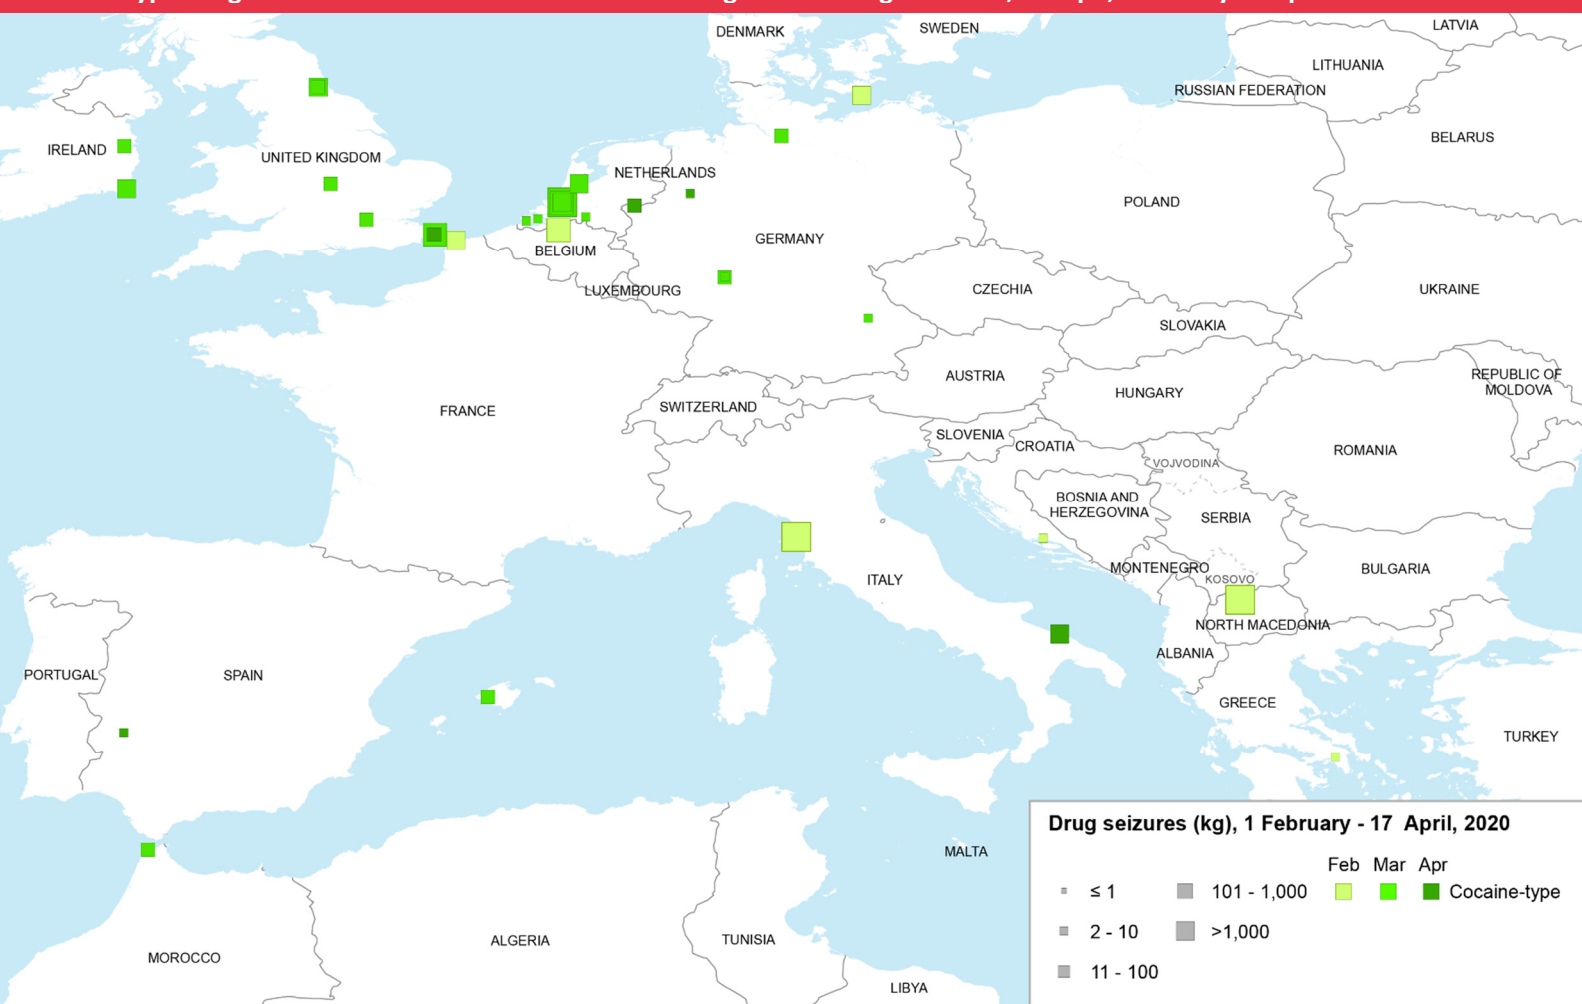 DENMARK
SWEDEN
LATVIA
LITHUANIA
RUSSIAN FEDERATION
BELARUS
IRELAND
UNITED KINGDOM
NETHERLANDS
POLAND
GERMANY
BELGIUM
LUXEMBOURG
CZECHIA
UKRAINE
SLOVAKIA
AUSTRIA
HUNGARY
REPUBLIC OF
MOLDOVA
FRANCE
SWITZERLAND
SLOVENIA
CROATIA
ROMANIA
VOJVODINA
BOSNIA AND
HERZEGOVINA
SERBIA
MONTENEGRO
BULGARIA
KOSOVO
ITALY
NORTH MACEDONIA
ALBANIA
PORTUGAL
SPAIN
GREECE
TURKEY
MALTA
ALGERIA
TUNISIA
MOROCCO
LIBYA
Drug seizures (kg), 1 February - 17 April, 2020
Feb Mar Apr
≤ 1 101 - 1,000 Cocaine-type
2 - 10 >1,000
11 - 100